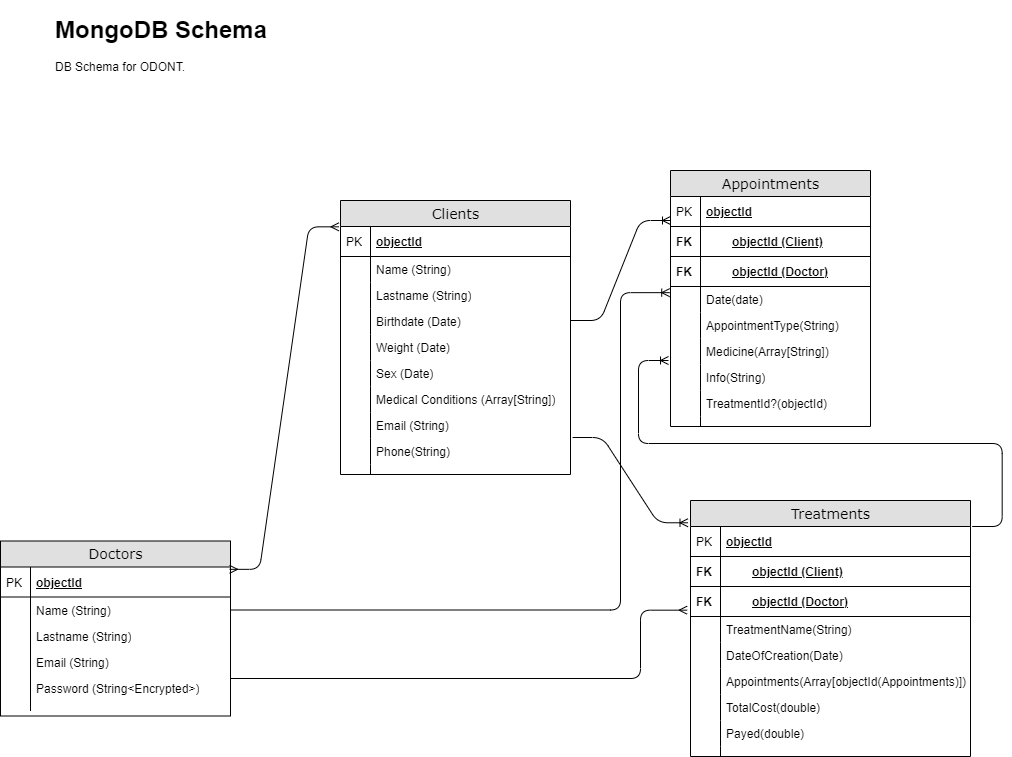 MongoDB Schema
DB Schema for ODONT.
Appointments
PK objectId
FK objectId (Client)
FK objectId (Doctor)
Date(date)
AppointmentType(String)
Medicine(Array[String])
Info(String)
TreatmentId?(objectId)
Clients
PK objectId
Name (String)
Lastname (String)
Birthdate (Date)
Weight (Date)
Sex (Date)
Medical Conditions (Array[String])
Email (String)
Phone(String)
Treatments
PK objectId
FK objectId (Client)
FK objectId (Doctor)
TreatmentName(String)
DateOfCreation(Date)
Appointments(Array[objectId(Appointments)])
TotalCost(double)
Payed(double)
Doctors
PK objectId
Name (String)
Lastname (String)
Email (String)
Password (String<Encrypted>)